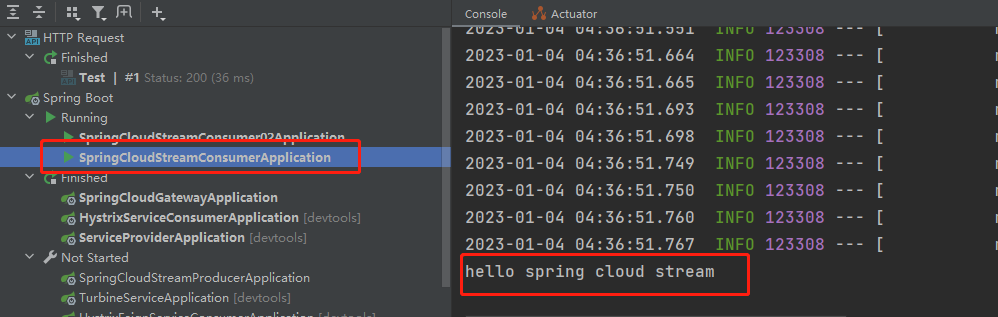 Console
Actuator
HTTP Request
Finished
Test | #1 Status: 200 (36 ms)
Spring Boot
Running
SpringCloudStreamConsumer02Application
SpringCloudStreamConsumerApplication
Finished
SpringCloudGatewayApplication
HystrixServiceConsumerApplication [devtools]
ServiceProviderApplication [devtools]
Not Started
SpringCloudStreamProducerApplication
TurbineServiceApplication [devtools]
HystrixFeignServiceConsumerApplication [devtools]
2023-01-04 04:36:51.551 INFO 123308 --- [
2023-01-04 04:36:51.664 INFO 123308 --- [
2023-01-04 04:36:51.665 INFO 123308 --- [
2023-01-04 04:36:51.693 INFO 123308 --- [
2023-01-04 04:36:51.698 INFO 123308 --- [
2023-01-04 04:36:51.749 INFO 123308 --- [
2023-01-04 04:36:51.750 INFO 123308 --- [
2023-01-04 04:36:51.760 INFO 123308 --- [
2023-01-04 04:36:51.767 INFO 123308 --- [
hello spring cloud stream